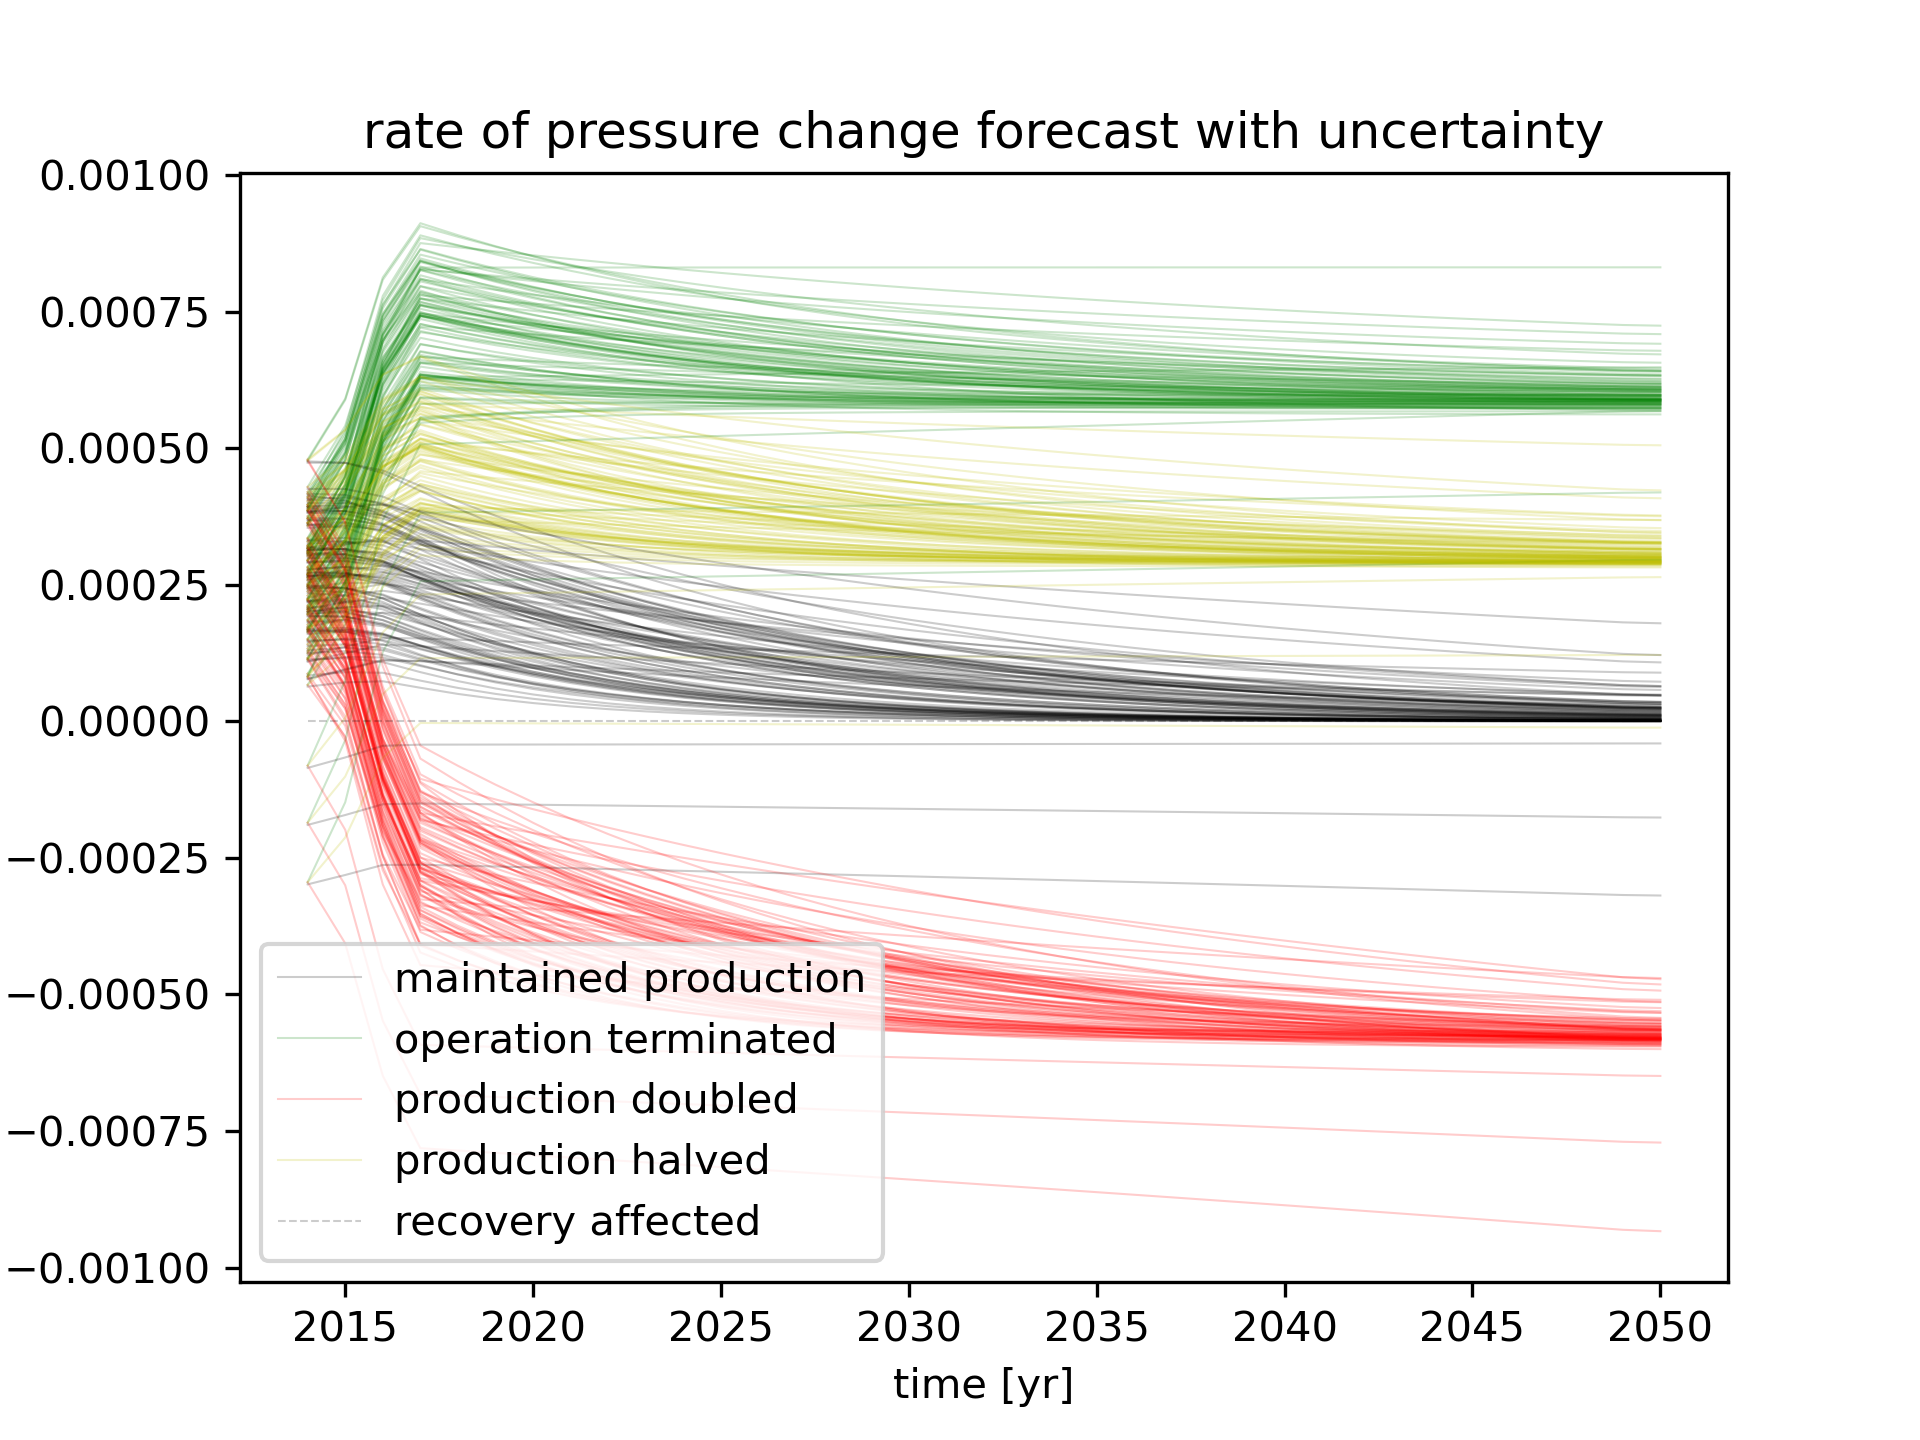 rate of pressure change forecast with uncertainty
0.00100
0.00075
0.00050
0.00025
0.00000
−0.00025
−0.00050
−0.00075
−0.00100
maintained production
operation terminated
production doubled
production halved
recovery affected
2015 2020 2025 2030 2035 2040 2045 2050
time [yr]